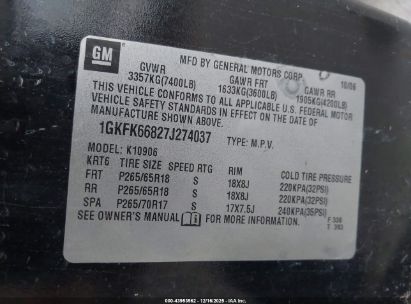 GM
MFD BY GENERAL MOTORS CORP 10/06
GVWR GAWR FRT GAWR RR
3357KG(7400LB) 1633KG(3600LB) 1905KG(4200LB)
THIS VEHICLE CONFORMS TO ALL APPLICABLE U.S. FEDERAL MOTOR
VEHICLE SAFETY STANDARDS IN EFFECT ON THE DATE OF
MANUFACTURE SHOWN ABOVE.
1GKFK66827J274037 TYPE: M.P.V.
MODEL: K10906
KRT6 TIRE SIZE SPEED RTG RIM COLD TIRE PRESSURE
FRT P265/65R18 S 18X8J 220KPA(32PSI)
RR P265/65R18 S 18X8J 220KPA(32PSI)
SPA P265/70R17 S 17X7.5J 240KPA(35PSI)
SEE OWNER'S MANUAL FOR MORE INFORMATION.